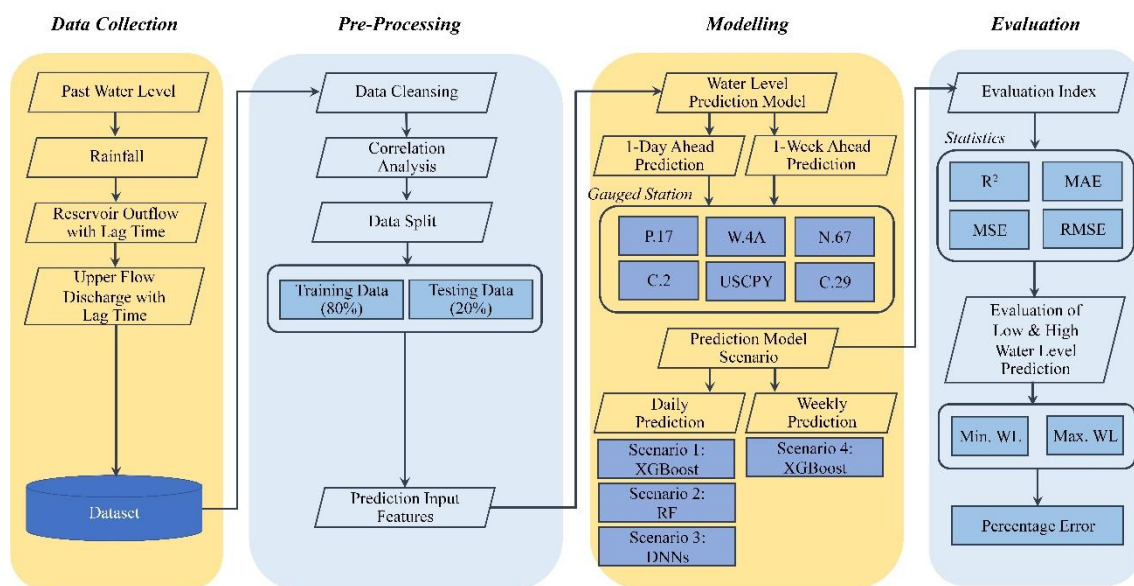 Data Collection
Past Water Level
Rainfall
Reservoir Outflow
with Lag Time
Upper Flow
Discharge with
Lag Time
Dataset
Pre-Processing
Data Cleansing
Correlation
Analysis
Data Split
Training Data
(80%)
Testing Data
(20%)
Prediction Input
Features
Modelling
Water Level
Prediction Model
1-Day Ahead
Prediction
1-Week Ahead
Prediction
Gauged Station
P.17
W.4A
N.67
C.2
USCPY
C.29
Prediction Model
Scenario
Daily
Prediction
Weekly
Prediction
Scenario 1:
XGBoost
Scenario 4:
XGBoost
Scenario 2:
RF
Scenario 3:
DNNs
Evaluation
Evaluation Index
Statistics
R²
MAE
MSE
RMSE
Evaluation of
Low & High
Water Level
Prediction
Min. WL
Max. WL
Percentage Error